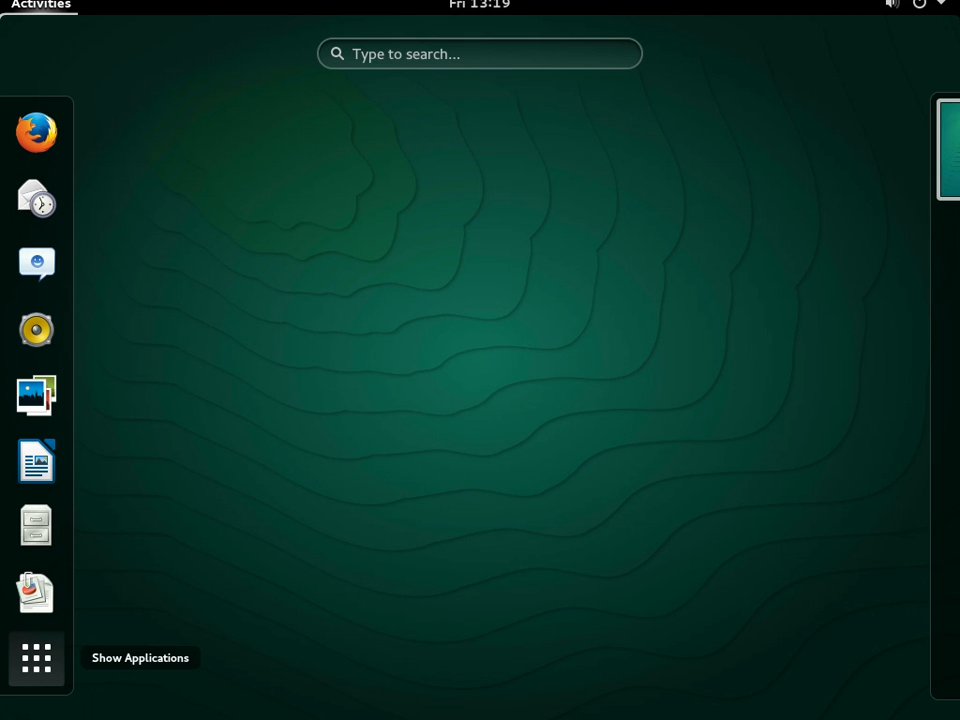 Activities
Fri 13:19
Type to search...
Show Applications